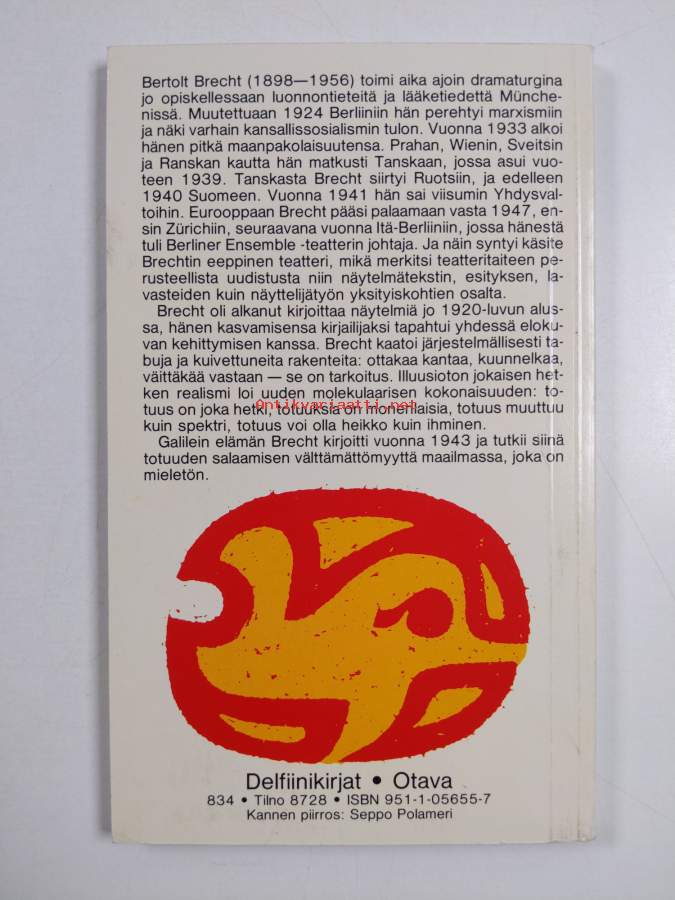 Bertolt Brecht (1898—1956) toimi aika ajoin dramaturgina
jo opiskellessaan luonnontieteitä ja lääketiedettä Münche-
nissä. Muutettuaan 1924 Berliiniin hän perehtyi marxismiin
ja näki varhain kansallissosialismin tulon. Vuonna 1933 alkoi
hänen pitkä maanpakolaisuutensa. Prahan, Wienin, Sveitsin
ja Ranskan kautta hän matkusti Tanskaan, jossa asui vuo-
teen 1939. Tanskasta Brecht siirtyi Ruotsiin, ja edelleen
1940 Suomeen. Vuonna 1941 hän sai viisumin Yhdysval-
toihin. Eurooppaan Brecht pääsi palaamaan vasta 1947, en-
sin Zürichiin, seuraavana vuonna Itä-Berliiniin, jossa hänestä
tuli Berliner Ensemble -teatterin johtaja. Ja näin syntyi käsite
Brechtin eeppinen teatteri, mikä merkitsi teatteritaiteen pe-
rusteellista uudistusta niin näytelmätekstin, esityksen, la-
vasteiden kuin näyttelijätyön yksityiskohtien osalta.
Brecht oli alkanut kirjoittaa näytelmiä jo 1920-luvun alus-
sa, hänen kasvamisensa kirjailijaksi tapahtui yhdessä eloku-
van kehittymisen kanssa. Brecht kaatoi järjestelmällisesti ta-
buja ja kuivettuneita rakenteita: ottakaa kantaa, kuunnelkaa,
väittäkää vastaan — se on tarkoitus. Illuusioton jokaisen het-
ken realismi loi uuden molekulaarisen kokonaisuuden: to-
tuus on joka hetki, totuuksia on monenlaisia, totuus muuttuu
kuin spektri, totuus voi olla heikko kuin ihminen.
Galilein elämän Brecht kirjoitti vuonna 1943 ja tutkii siinä
totuuden salaamisen välttämättömyyttä maailmassa, joka on
mieletön.
Antikvariaatti.net
Delfiinikirjat • Otava
834 • Tilno 8728 • ISBN 951-1-05655-7
Kannen piirros: Seppo Polameri